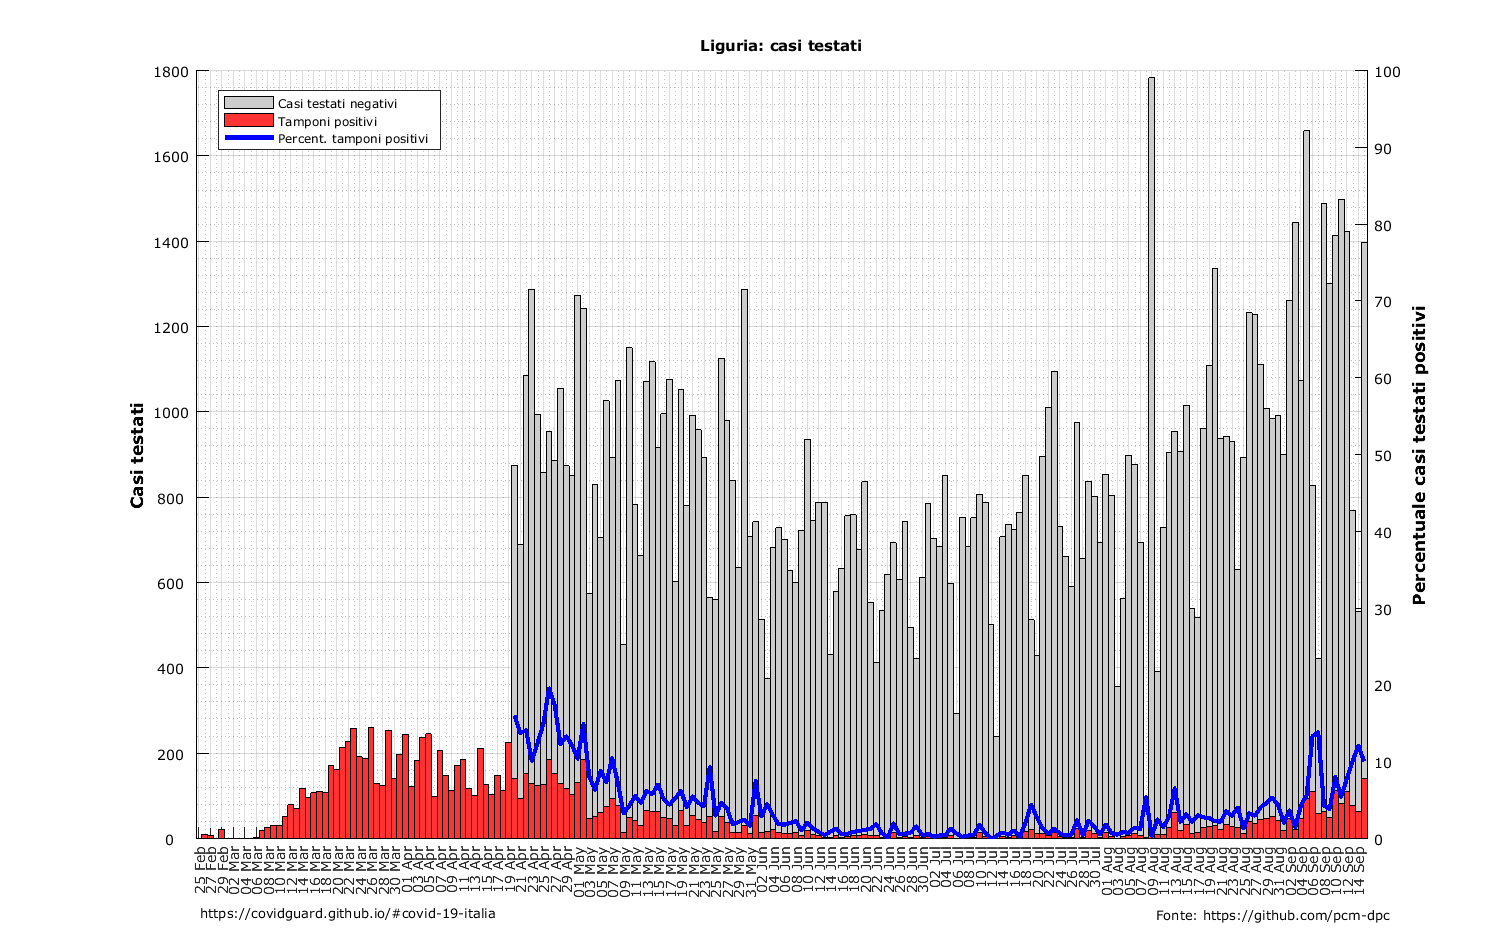 Liguria: casi testati
Casi testati negativi
Tamponi positivi
Percent. tamponi positivi
Casi testati
1800
1600
1400
1200
1000
800
600
400
200
0
Percentuale casi testati positivi
100
90
80
70
60
50
40
30
20
10
0
25 Feb
27 Feb
29 Feb
02 Mar
04 Mar
06 Mar
08 Mar
10 Mar
12 Mar
14 Mar
16 Mar
18 Mar
20 Mar
22 Mar
24 Mar
26 Mar
28 Mar
30 Mar
01 Apr
03 Apr
05 Apr
07 Apr
09 Apr
11 Apr
13 Apr
15 Apr
17 Apr
19 Apr
21 Apr
23 Apr
25 Apr
27 Apr
29 Apr
01 May
03 May
05 May
07 May
09 May
11 May
13 May
15 May
17 May
19 May
21 May
23 May
25 May
27 May
29 May
31 May
02 Jun
04 Jun
06 Jun
08 Jun
10 Jun
12 Jun
14 Jun
16 Jun
18 Jun
20 Jun
22 Jun
24 Jun
26 Jun
28 Jun
30 Jun
02 Jul
04 Jul
06 Jul
08 Jul
10 Jul
12 Jul
14 Jul
16 Jul
18 Jul
20 Jul
22 Jul
24 Jul
26 Jul
28 Jul
30 Jul
01 Aug
03 Aug
05 Aug
07 Aug
09 Aug
11 Aug
13 Aug
15 Aug
17 Aug
19 Aug
21 Aug
23 Aug
25 Aug
27 Aug
29 Aug
31 Aug
02 Sep
04 Sep
06 Sep
08 Sep
10 Sep
12 Sep
14 Sep
https://covidguard.github.io/#covid-19-italia
Fonte: https://github.com/pcm-dpc